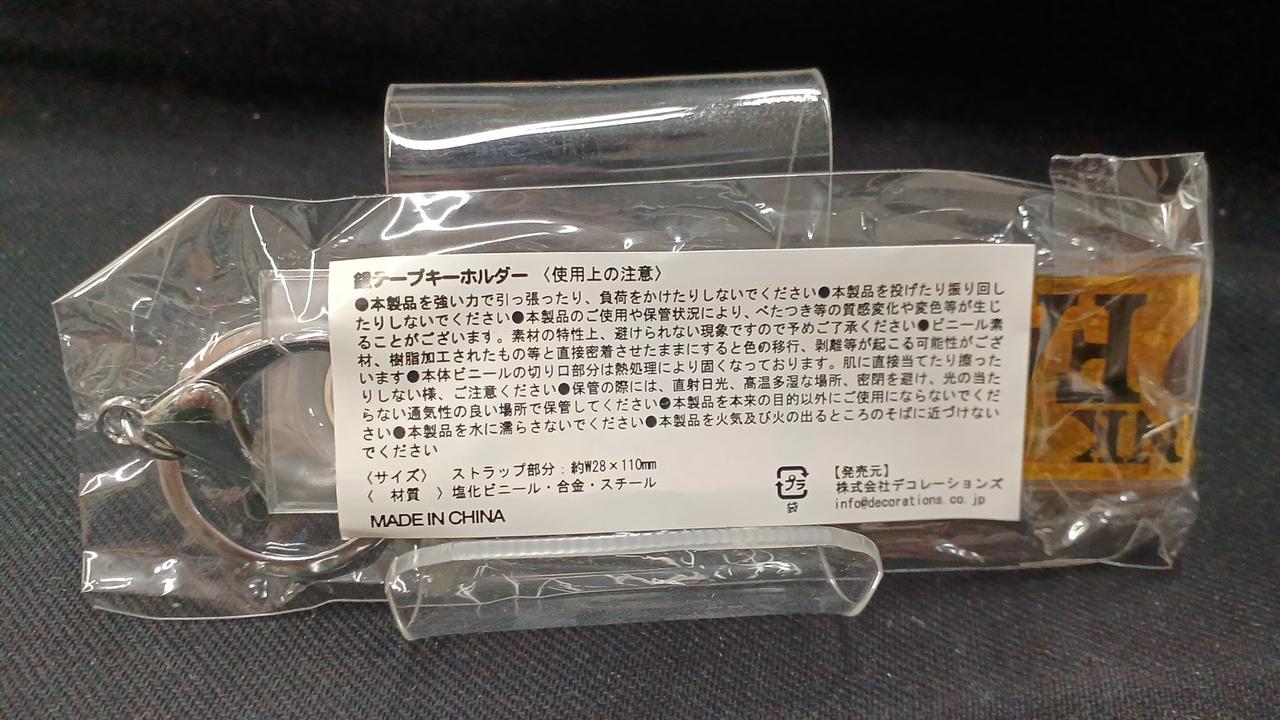 銀テープキーホルダー 〈使用上の注意〉
●本製品を強い力で引っ張ったり、負荷をかけたりしないでください●本製品を投げたり振り回し
たりしないでください●本製品のご使用や保管状況により、べたつき等の質感変化や変色等が生じ
ることがございます。素材の特性上、避けられない現象ですので予めご了承ください●ビニール素
材、樹脂加工されたもの等と直接密着させたままにすると色の移行、剥離等が起こる可能性がござ
います●本体ビニールの切り口部分は熱処理により固くなっております。肌に直接当てたり擦った
りしない様、ご注意ください●保管の際には、直射日光、高温多湿な場所、密閉を避け、光の当た
らない通気性の良い場所で保管してください●本製品を本来の目的以外にご使用にならないでくだ
さい●本製品を水に濡らさないでください●本製品を火気及び火の出るところのそばに近づけない
でください
〈サイズ〉 ストラップ部分:約W28×110mm
〈 材質 〉塩化ビニール・合金・スチール
MADE IN CHINA
プラ
袋
【発売元】
株式会社デコレーションズ
info@decorations.co.jp